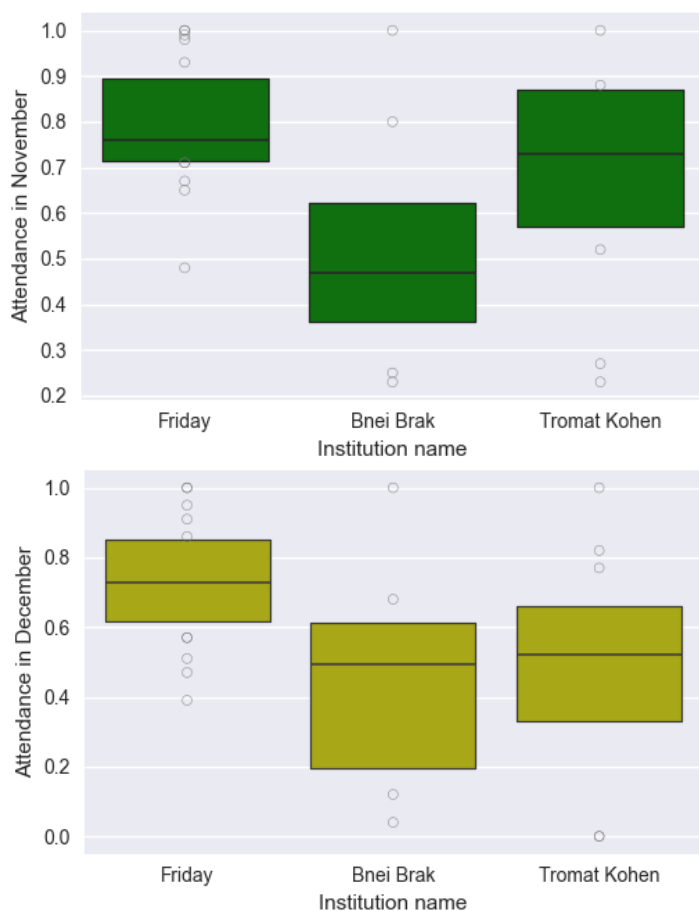 Attendance in November
1.0
0.9
0.8
0.7
0.6
0.5
0.4
0.3
0.2
Friday Bnei Brak Tromat Kohen
Institution name
Attendance in December
1.0
0.8
0.6
0.4
0.2
0.0
Friday Bnei Brak Tromat Kohen
Institution name